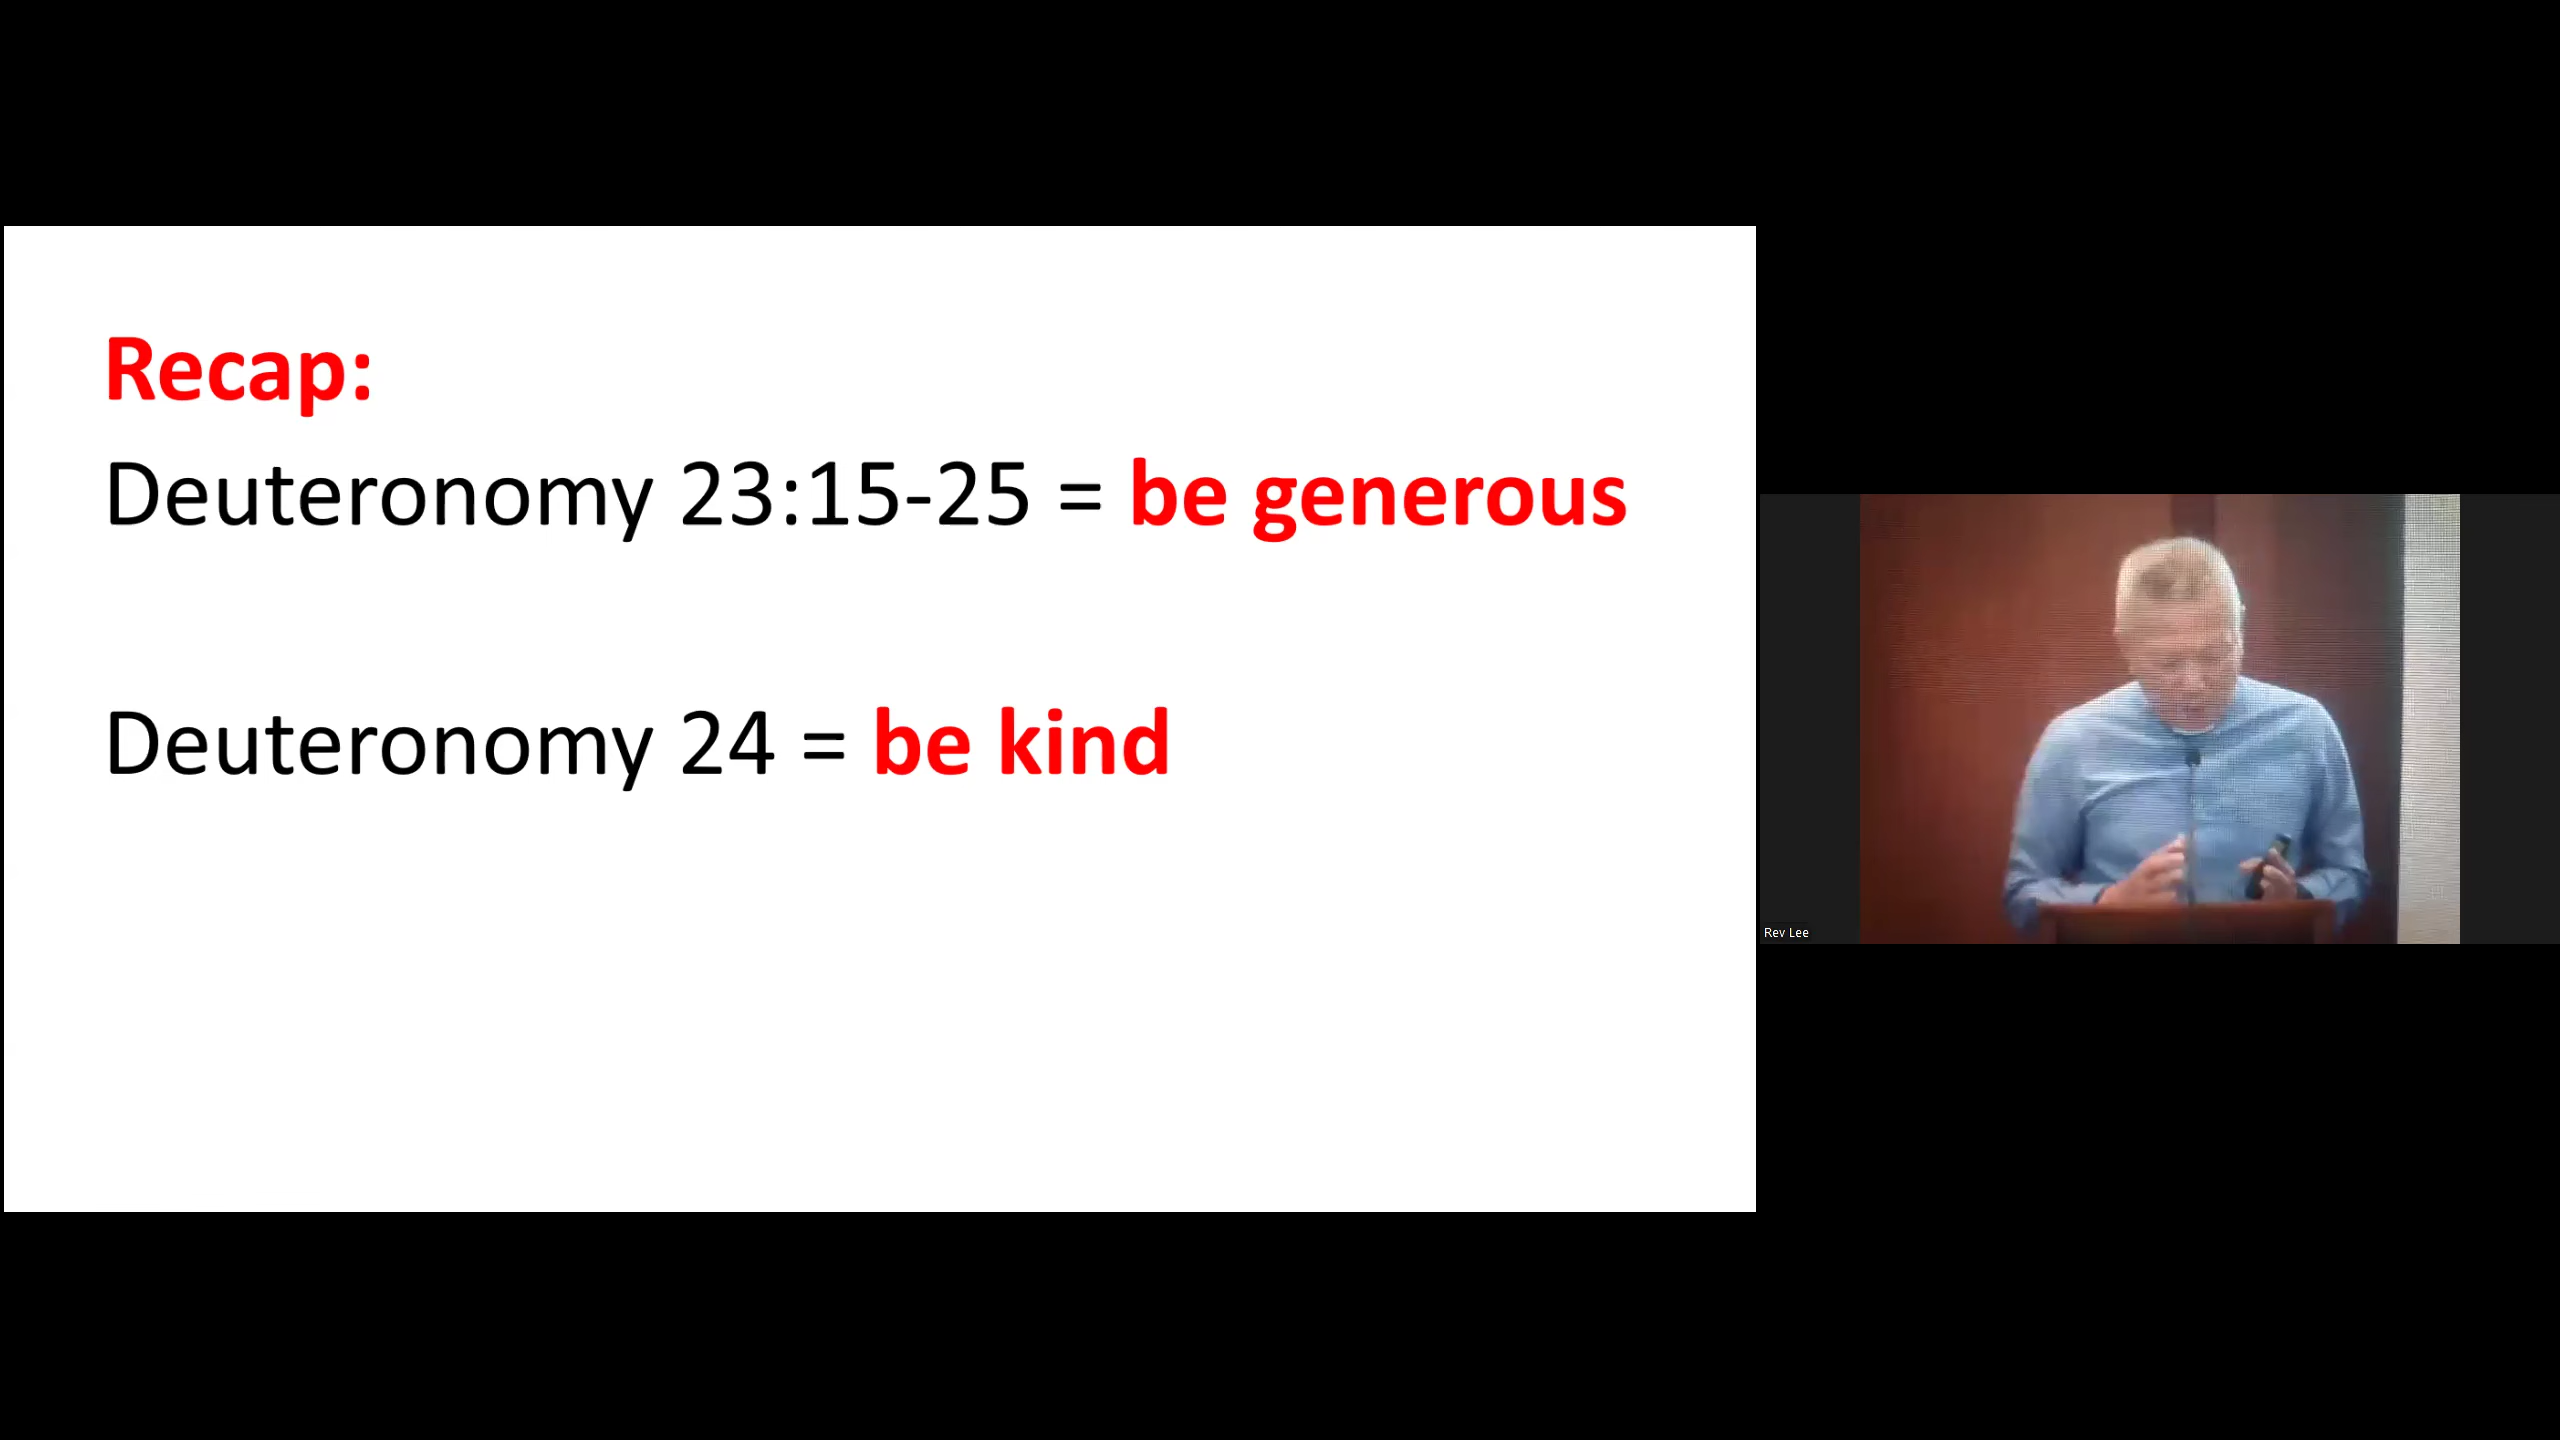 Recap:
Deuteronomy 23:15-25 = be generous
Deuteronomy 24 = be kind
Rev Lee